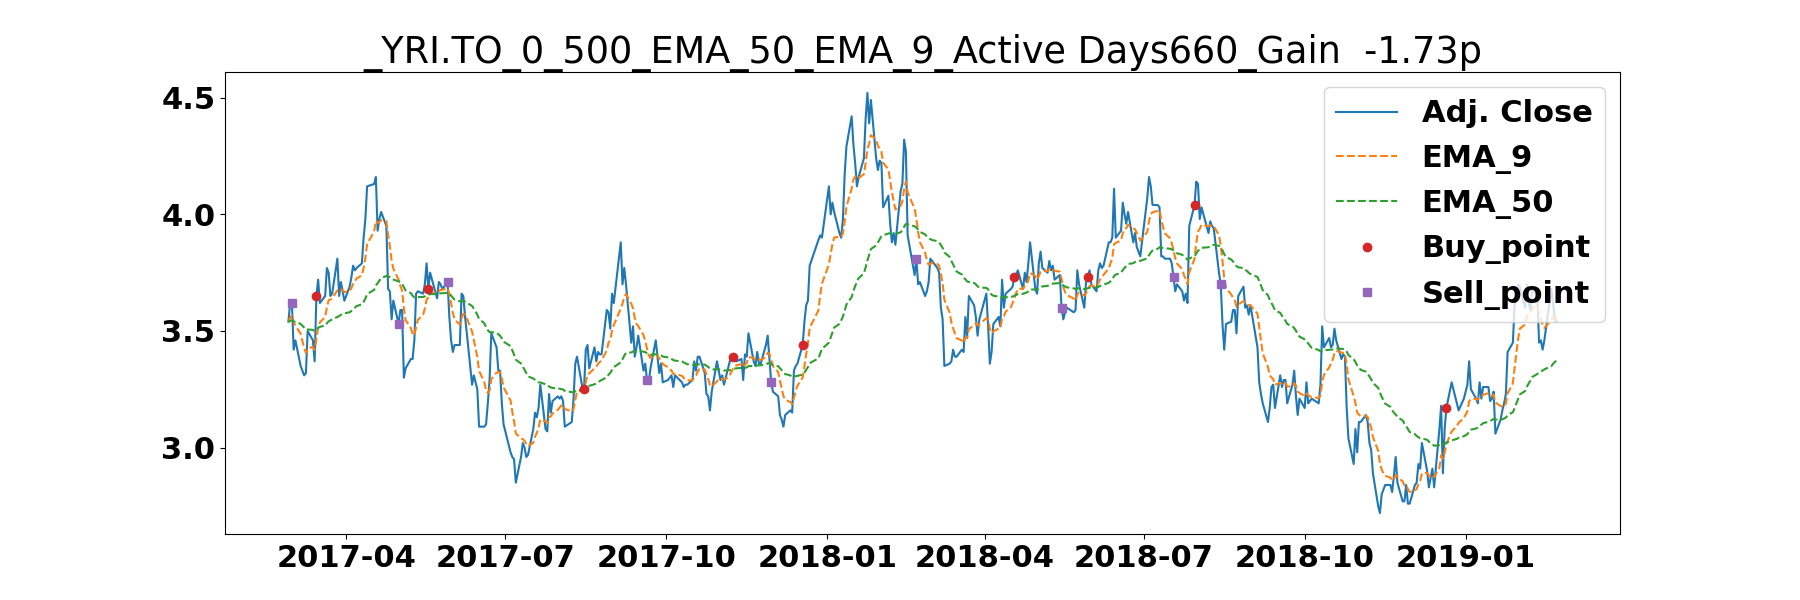 _YRI.TO_0_500_EMA_50_EMA_9_Active Days660_Gain  -1.73p
4.5
4.0
3.5
3.0
Adj. Close
EMA_9
EMA_50
Buy_point
Sell_point
2017-04 2017-07 2017-10 2018-01 2018-04 2018-07 2018-10 2019-01